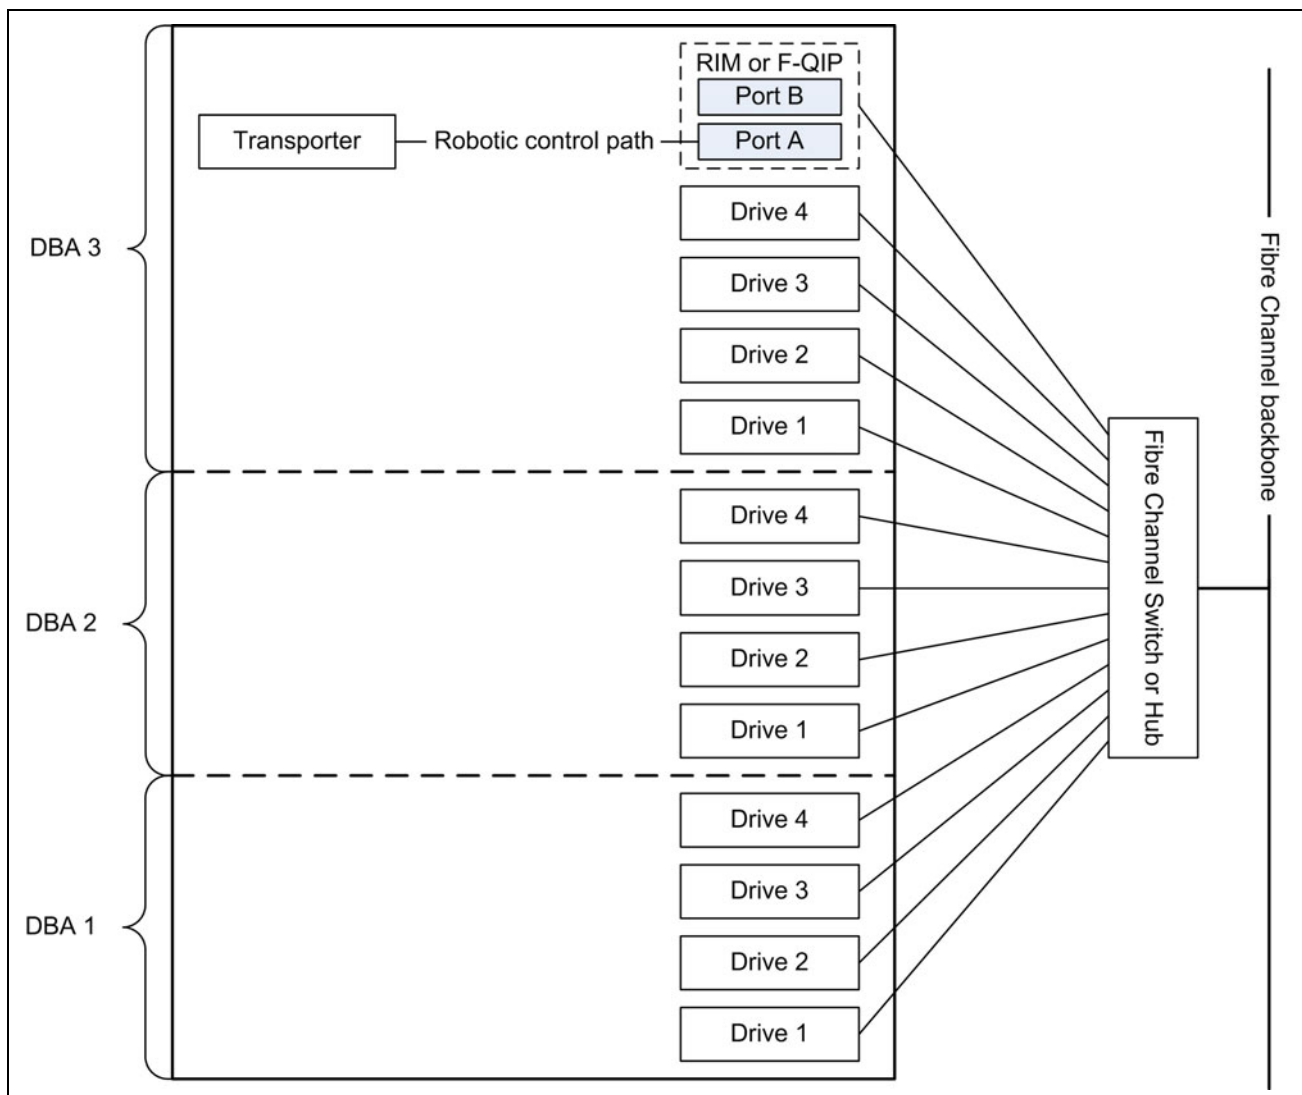 RIM or F-QIP
Port B
Transporter
Robotic control path
Port A
Drive 4
DBA 3
Drive 3
Drive 2
Drive 1
Drive 4
Drive 3
DBA 2
Drive 2
Drive 1
Drive 4
Drive 3
DBA 1
Drive 2
Drive 1
Fibre Channel Switch or Hub
Fibre Channel backbone